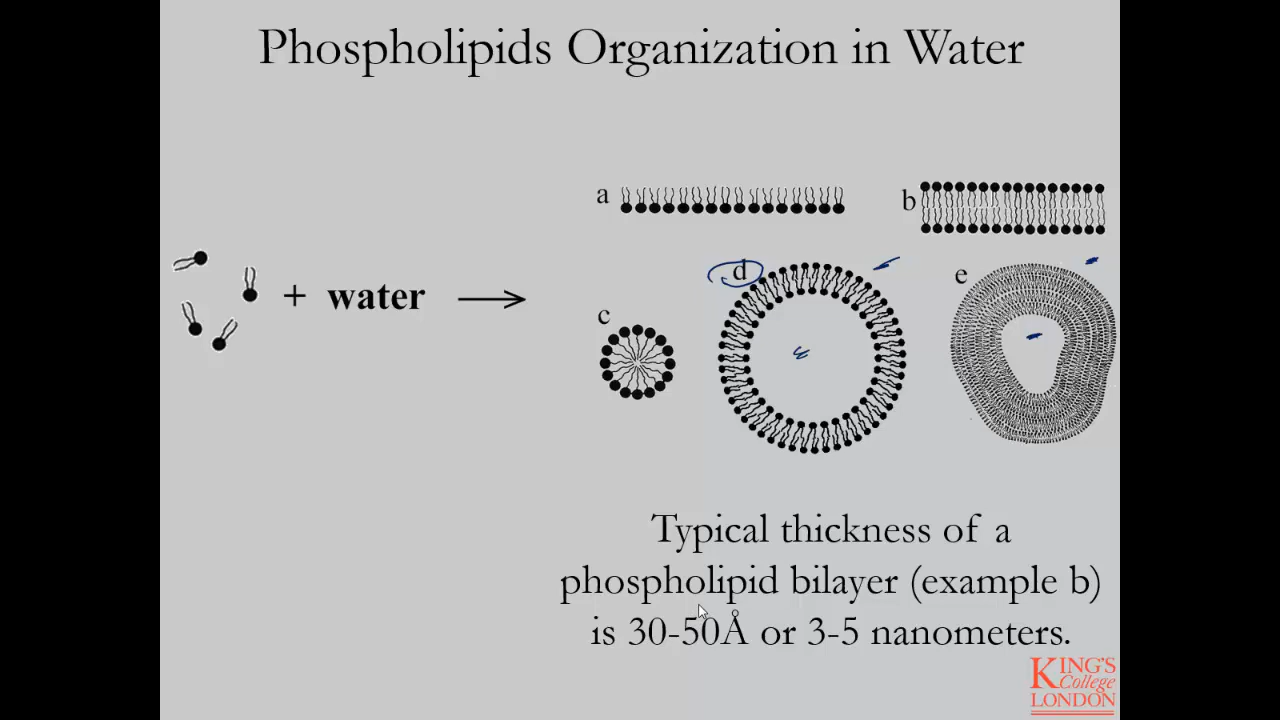 Phospholipids Organization in Water
a
b
d
e
c
+ water
Typical thickness of a
phospholipid bilayer (example b)
is 30-50Å or 3-5 nanometers.
KING'S
College
LONDON